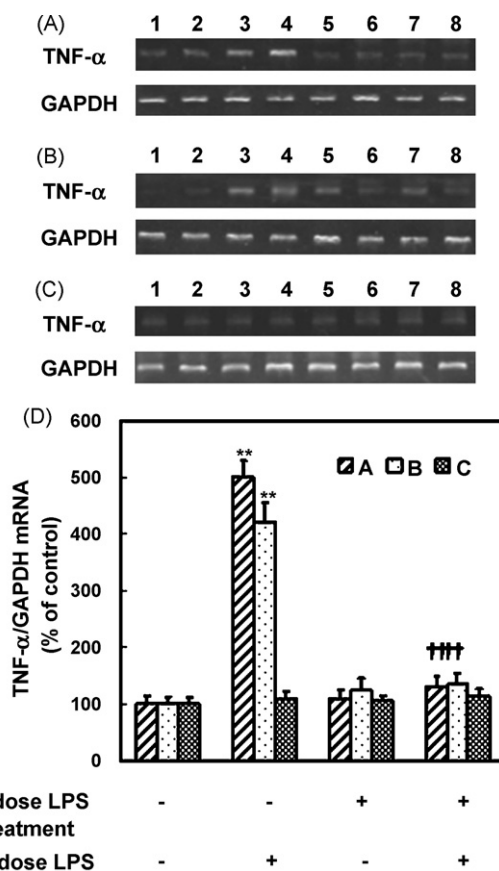 (A)
1 2 3 4 5 6 7 8
TNF-α
GAPDH
(B)
1 2 3 4 5 6 7 8
TNF-α
GAPDH
(C)
1 2 3 4 5 6 7 8
TNF-α
GAPDH
(D)
TNF-α/GAPDH mRNA
(% of control)
600
500
400
300
200
100
0
** **
A B C
††††
dose LPS - - + +
eatment
dose LPS - + - +